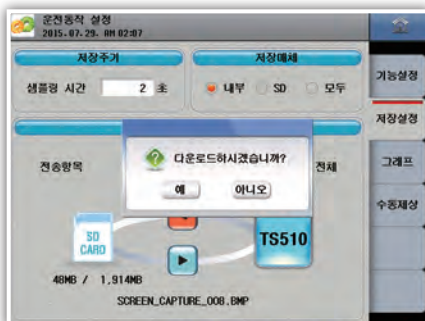 운전동작 설정
2015.07.29. AM 02:07
저장주기
저장매체
샘플링 시간 2 초
내부 SD 모두
기능설정
저장설정
그래프
수동제상
다운로드하시겠습니까?
예 아니오
전송항목
전체
SD
CARD
TS510
48MB / 1,914MB
SCREEN_CAPTURE_008.BMP